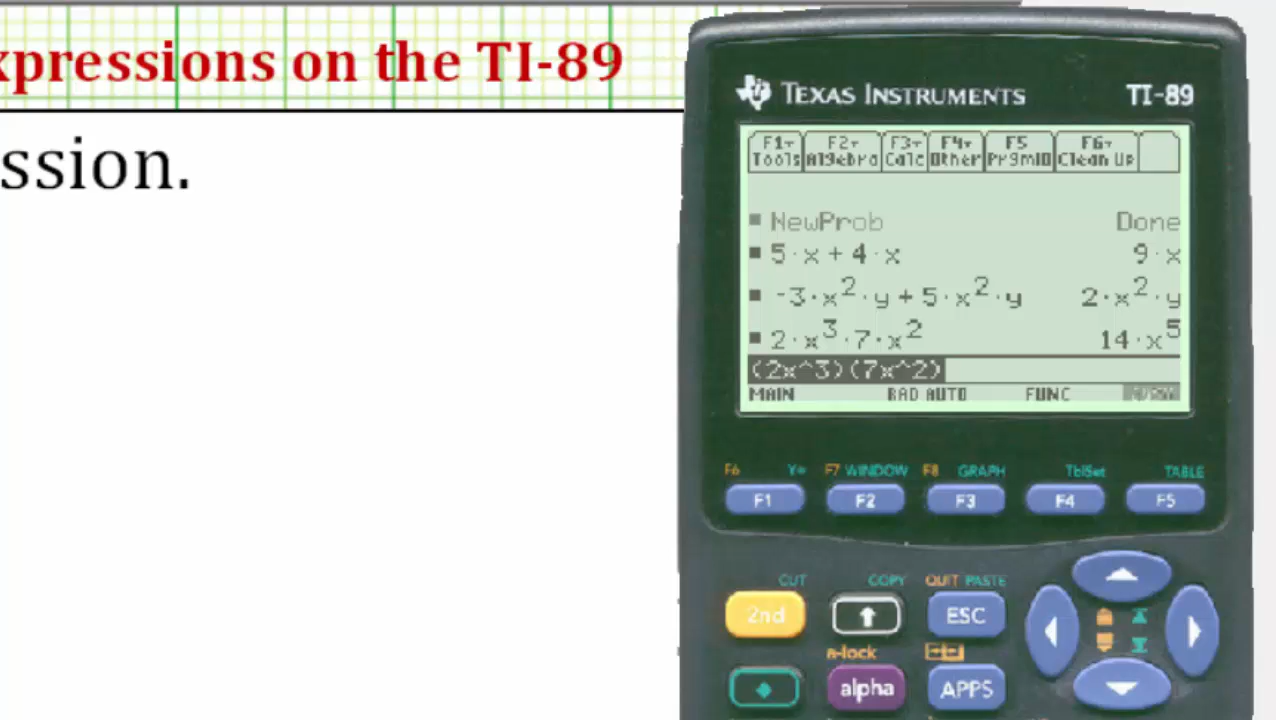 xpressions on the TI-89
ssion.
TEXAS INSTRUMENTS TI-89
F1 F2 F3 F4 F5 F6
Tools Algebra Calc Other PrgmIO Clean Up
NewProb Done
5·x + 4·x 9·x
-3·x²·y + 5·x²·y 2·x²·y
2·x³·7·x² 14·x⁵
(2x^3)(7x^2)
MAIN RAD AUTO FUNC
F6 Y= F7 WINDOW F8 GRAPH TblSet TABLE
F1 F2 F3 F4 F5
CUT COPY QUIT PASTE
2nd ESC
a-lock
alpha APPS